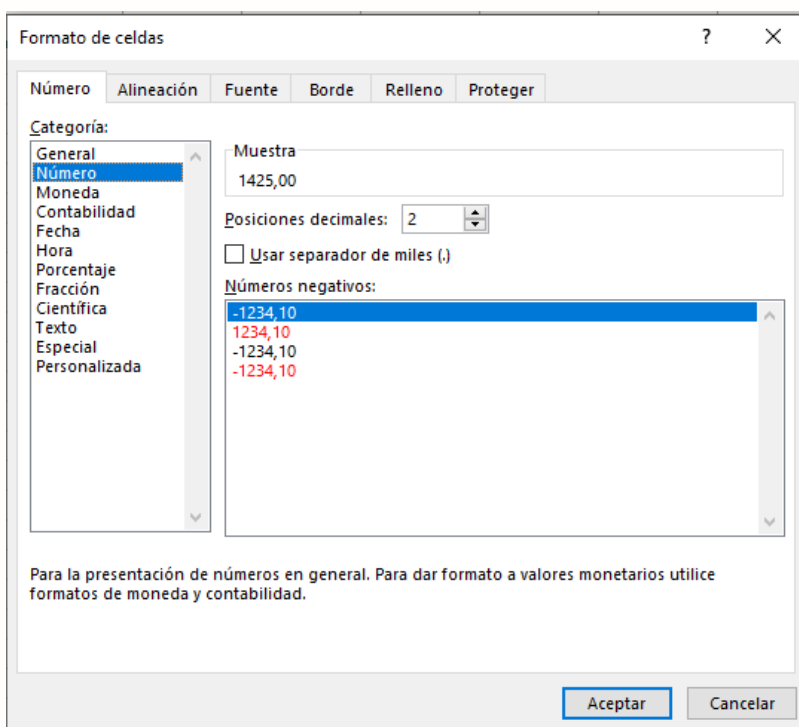 Formato de celdas
?
Número
Alineación
Fuente
Borde
Relleno
Proteger
Categoría:
General
Número
Moneda
Contabilidad
Fecha
Hora
Porcentaje
Fracción
Científica
Texto
Especial
Personalizada
Muestra
1425,00
Posiciones decimales: 2
Usar separador de miles (.)
Números negativos:
-1234,10
1234,10
-1234,10
-1234,10
Para la presentación de números en general. Para dar formato a valores monetarios utilice
formatos de moneda y contabilidad.
Aceptar
Cancelar